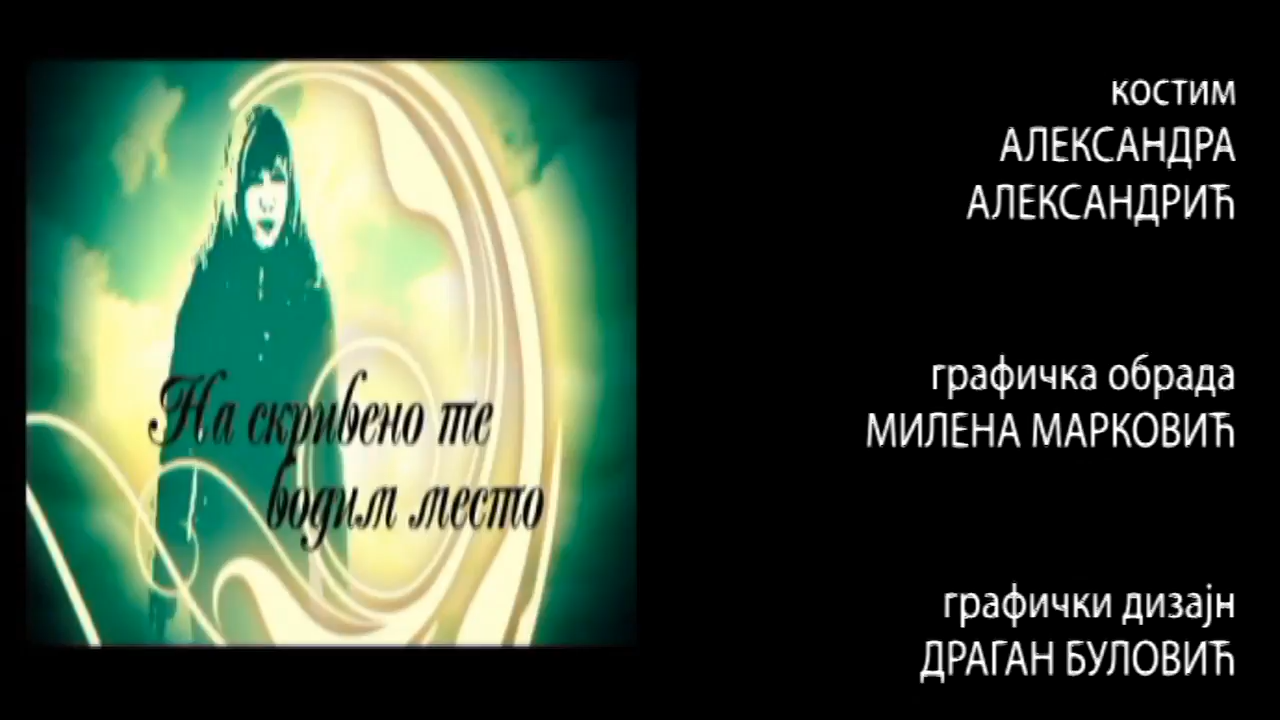 На скривено те
водим место
костим
АЛЕКСАНДРА
АЛЕКСАНДРИЋ
графичка обрада
МИЛЕНА МАРКОВИЋ
графички дизајн
ДРАГАН БУЛОВИЋ